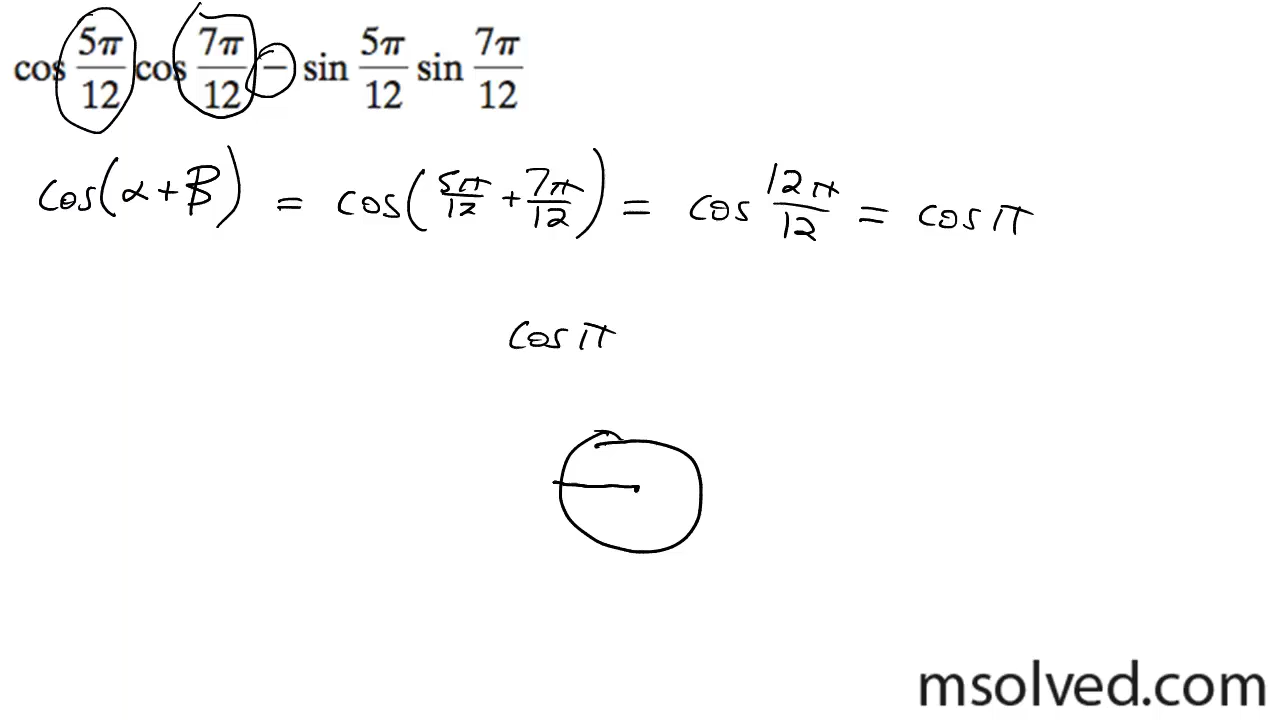 cos 5π/12 cos 7π/12 − sin 5π/12 sin 7π/12
cos(α+β) = cos(5π/12 + 7π/12) = cos 12π/12 = cos π
cos π
msolved.com